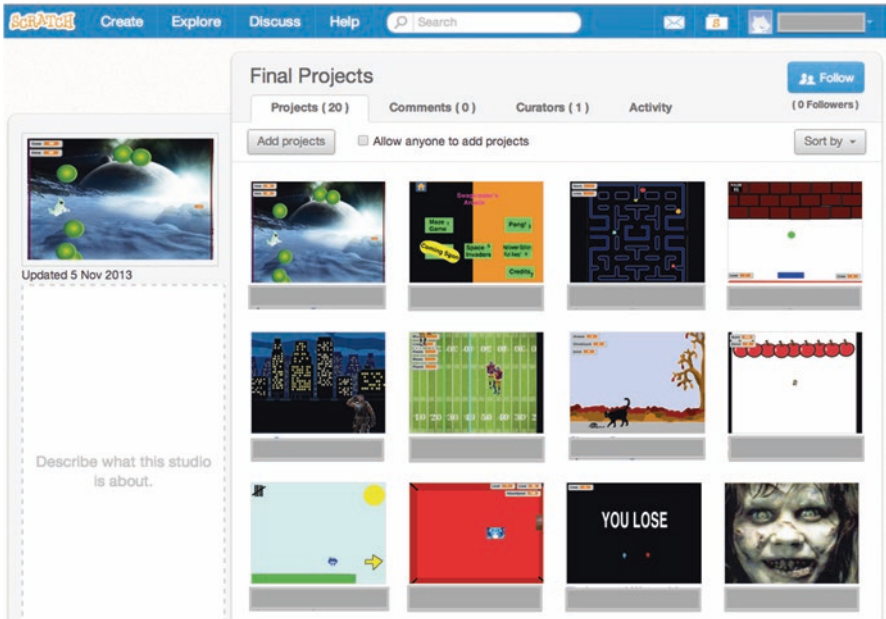 SCRATCH Create Explore Discuss Help Search S
Final Projects
Follow
(0 Followers)
Projects (20) Comments (0) Curators (1) Activity
Add projects Allow anyone to add projects Sort by
Updated 5 Nov 2013
Describe what this studio
is about.
Maze
Game
Pong!
Coming Soon
Space
Invaders
Credits
YOU LOSE